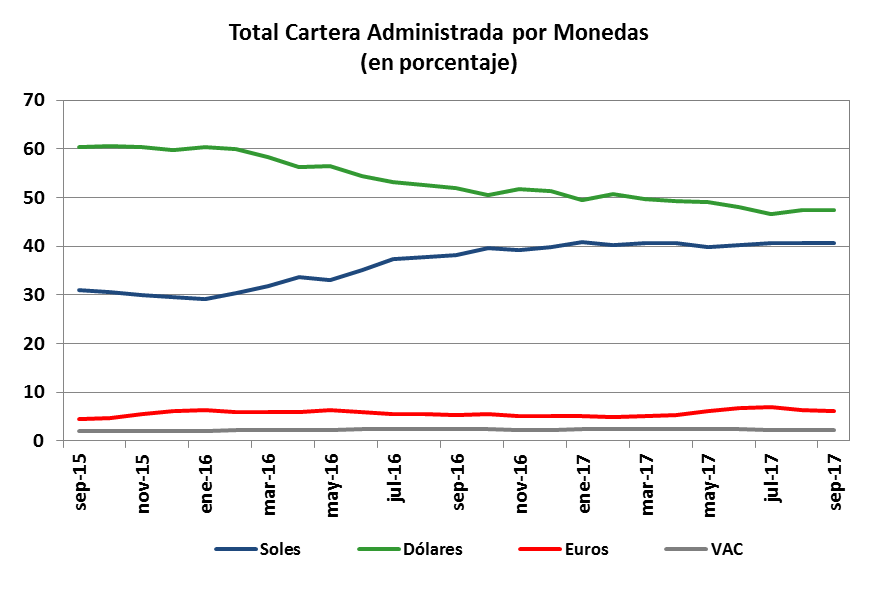 Total Cartera Administrada por Monedas
(en porcentaje)
70
60
50
40
30
20
10
0
sep-15
nov-15
ene-16
mar-16
may-16
jul-16
sep-16
nov-16
ene-17
mar-17
may-17
jul-17
sep-17
Soles
Dólares
Euros
VAC